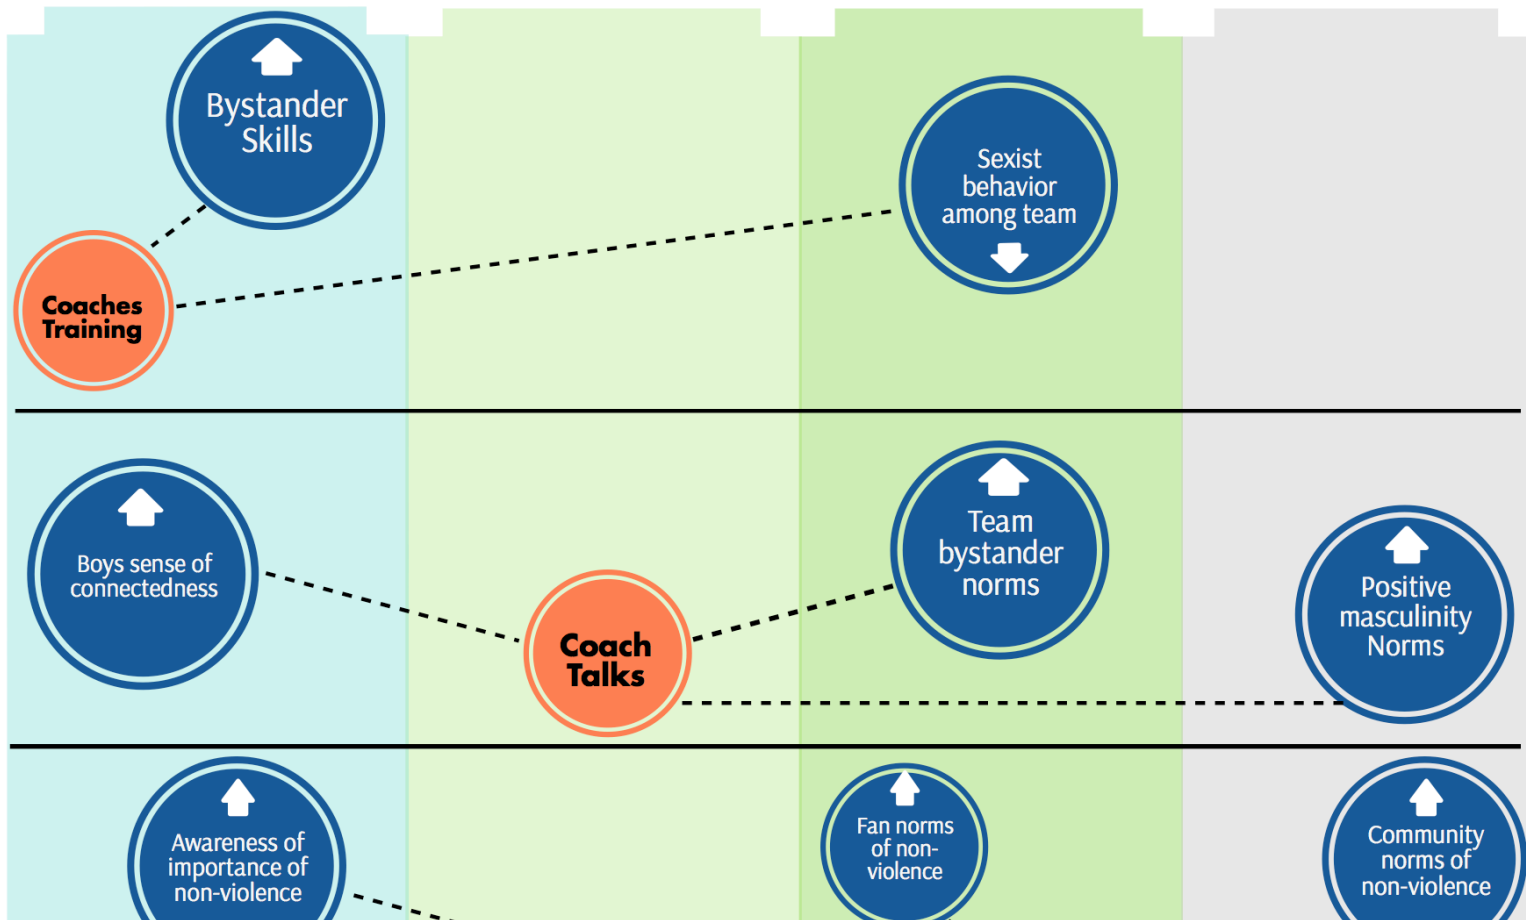 Bystander
Skills
Sexist
behavior
among team
Coaches
Training
Boys sense of
connectedness
Coach
Talks
Team
bystander
norms
Positive
masculinity
Norms
Awareness of
importance of
non-violence
Fan norms
of non-
violence
Community
norms of
non-violence